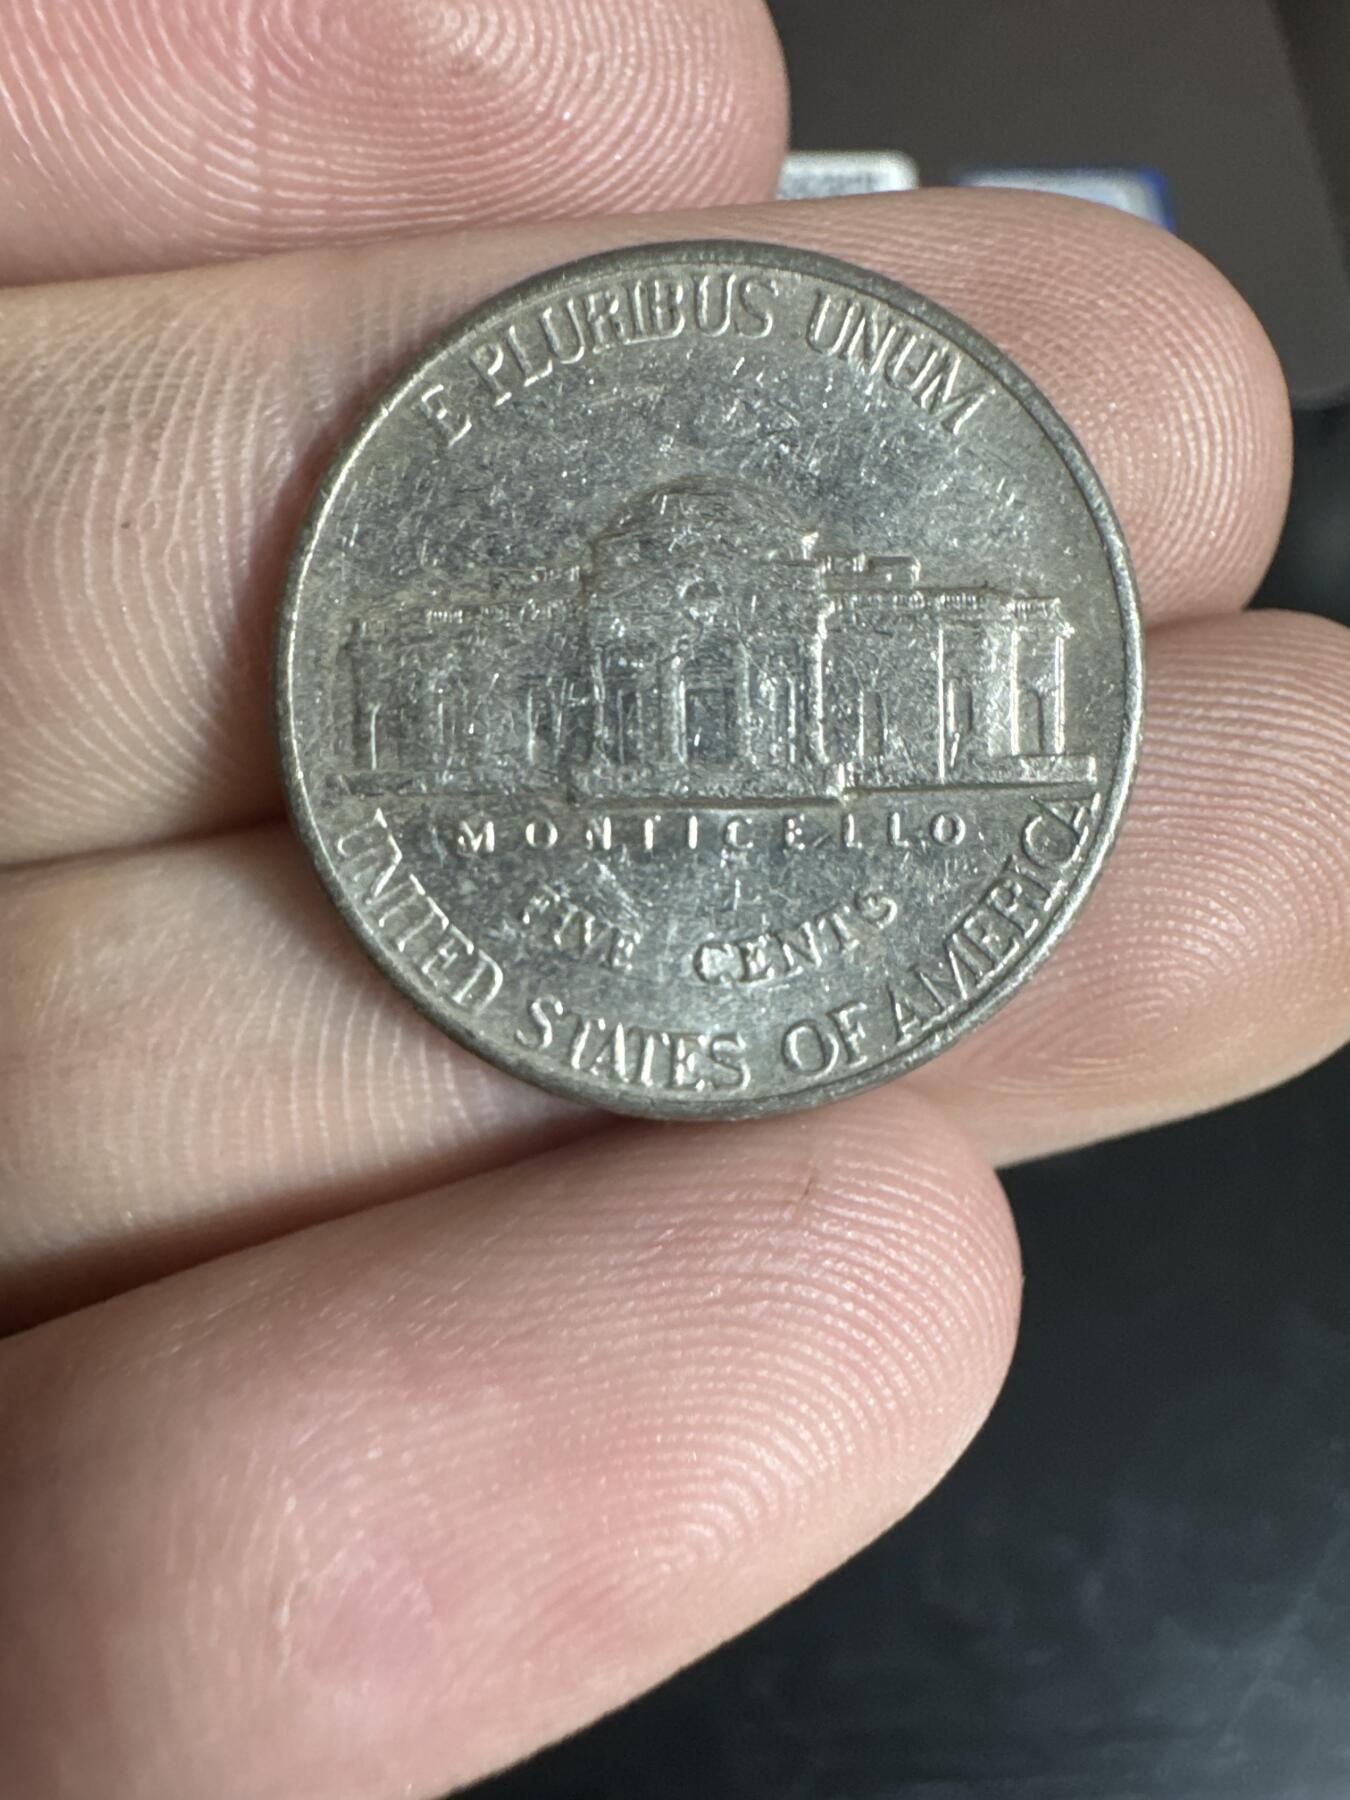 E PLURIBUS UNUM
MONTICELLO
FIVE CENTS
UNITED STATES OF AMERICA